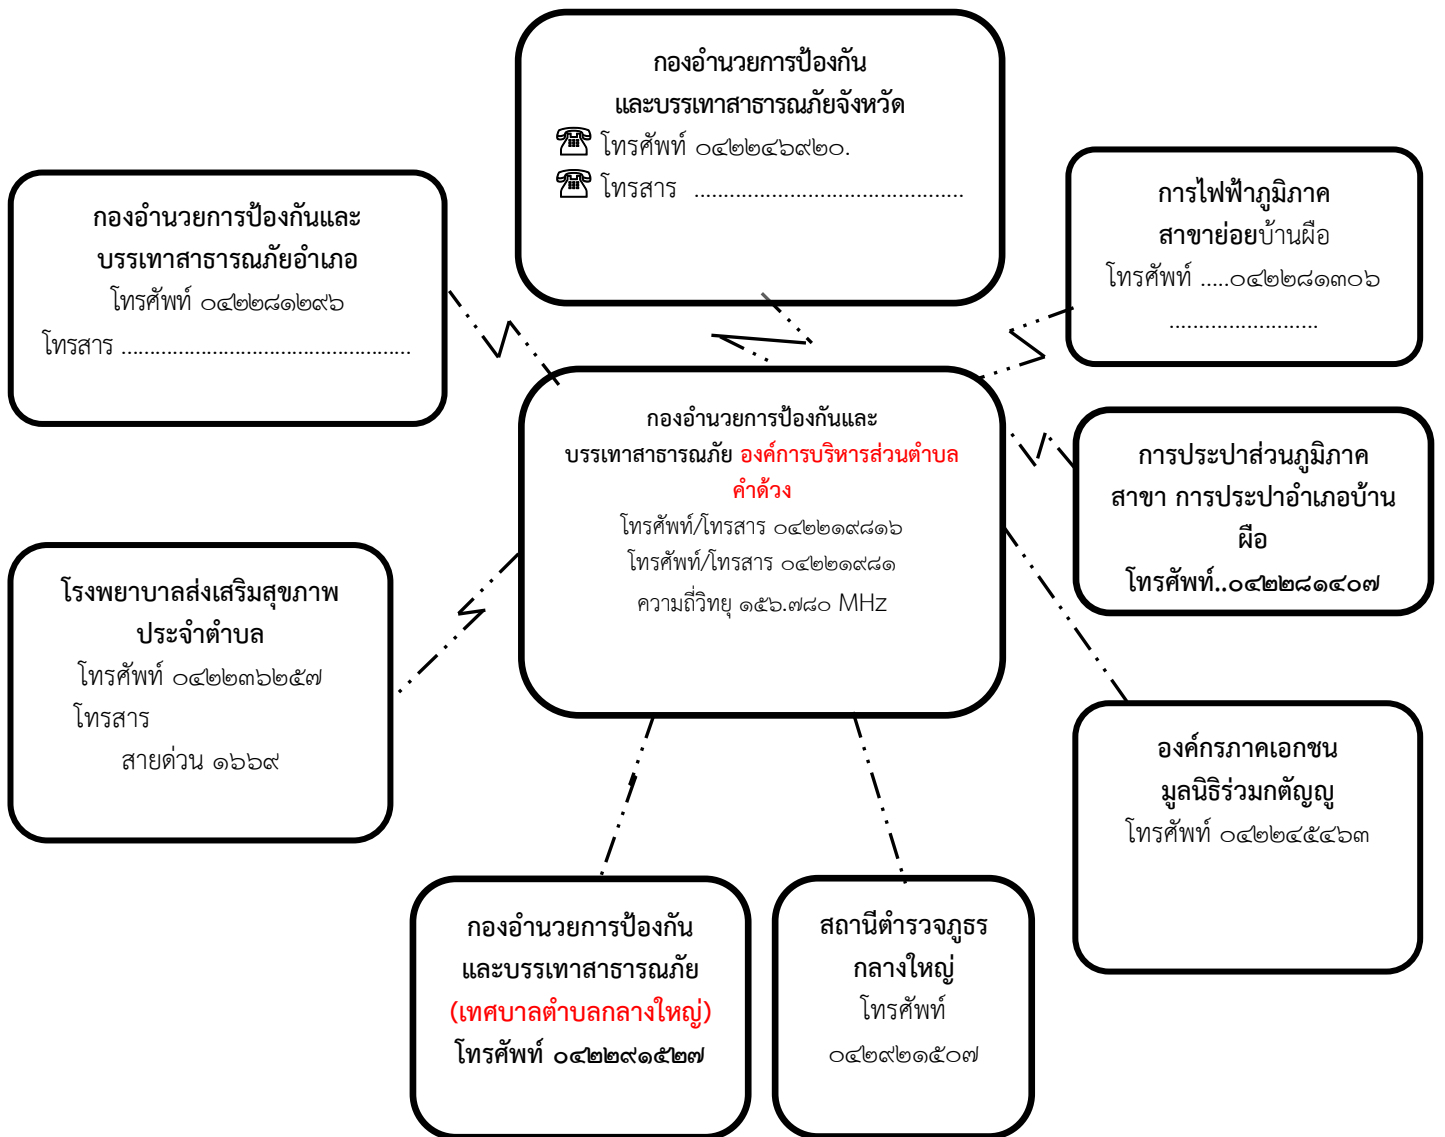 กองอำนวยการป้องกัน
และบรรเทาสาธารณภัยจังหวัด
☎ โทรศัพท์ ๐๔๒๒๔๖๙๒๐.
☎ โทรสาร .............................................
กองอำนวยการป้องกันและ
บรรเทาสาธารณภัยอำเภอ
โทรศัพท์ ๐๔๒๒๘๑๒๙๖
โทรสาร ................................................
การไฟฟ้าภูมิภาค
สาขาย่อยบ้านผือ
โทรศัพท์ .....๐๔๒๒๘๑๓๐๖
.........................
กองอำนวยการป้องกันและ
บรรเทาสาธารณภัย องค์การบริหารส่วนตำบล
คำด้วง
โทรศัพท์/โทรสาร ๐๔๒๒๑๙๘๑๖
โทรศัพท์/โทรสาร ๐๔๒๒๑๙๘๑
ความถี่วิทยุ ๑๕๖.๗๘๐ MHz
การประปาส่วนภูมิภาค
สาขา การประปาอำเภอบ้าน
ผือ
โทรศัพท์..๐๔๒๒๘๑๔๐๗
โรงพยาบาลส่งเสริมสุขภาพ
ประจำตำบล
โทรศัพท์ ๐๔๒๒๓๖๒๕๗
โทรสาร
สายด่วน ๑๖๖๙
องค์กรภาคเอกชน
มูลนิธิร่วมกตัญญู
โทรศัพท์ ๐๔๒๒๔๕๔๖๓
กองอำนวยการป้องกัน
และบรรเทาสาธารณภัย
(เทศบาลตำบลกลางใหญ่)
โทรศัพท์ ๐๔๒๒๙๑๕๒๗
สถานีตำรวจภูธร
กลางใหญ่
โทรศัพท์
๐๔๒๙๒๑๕๐๗